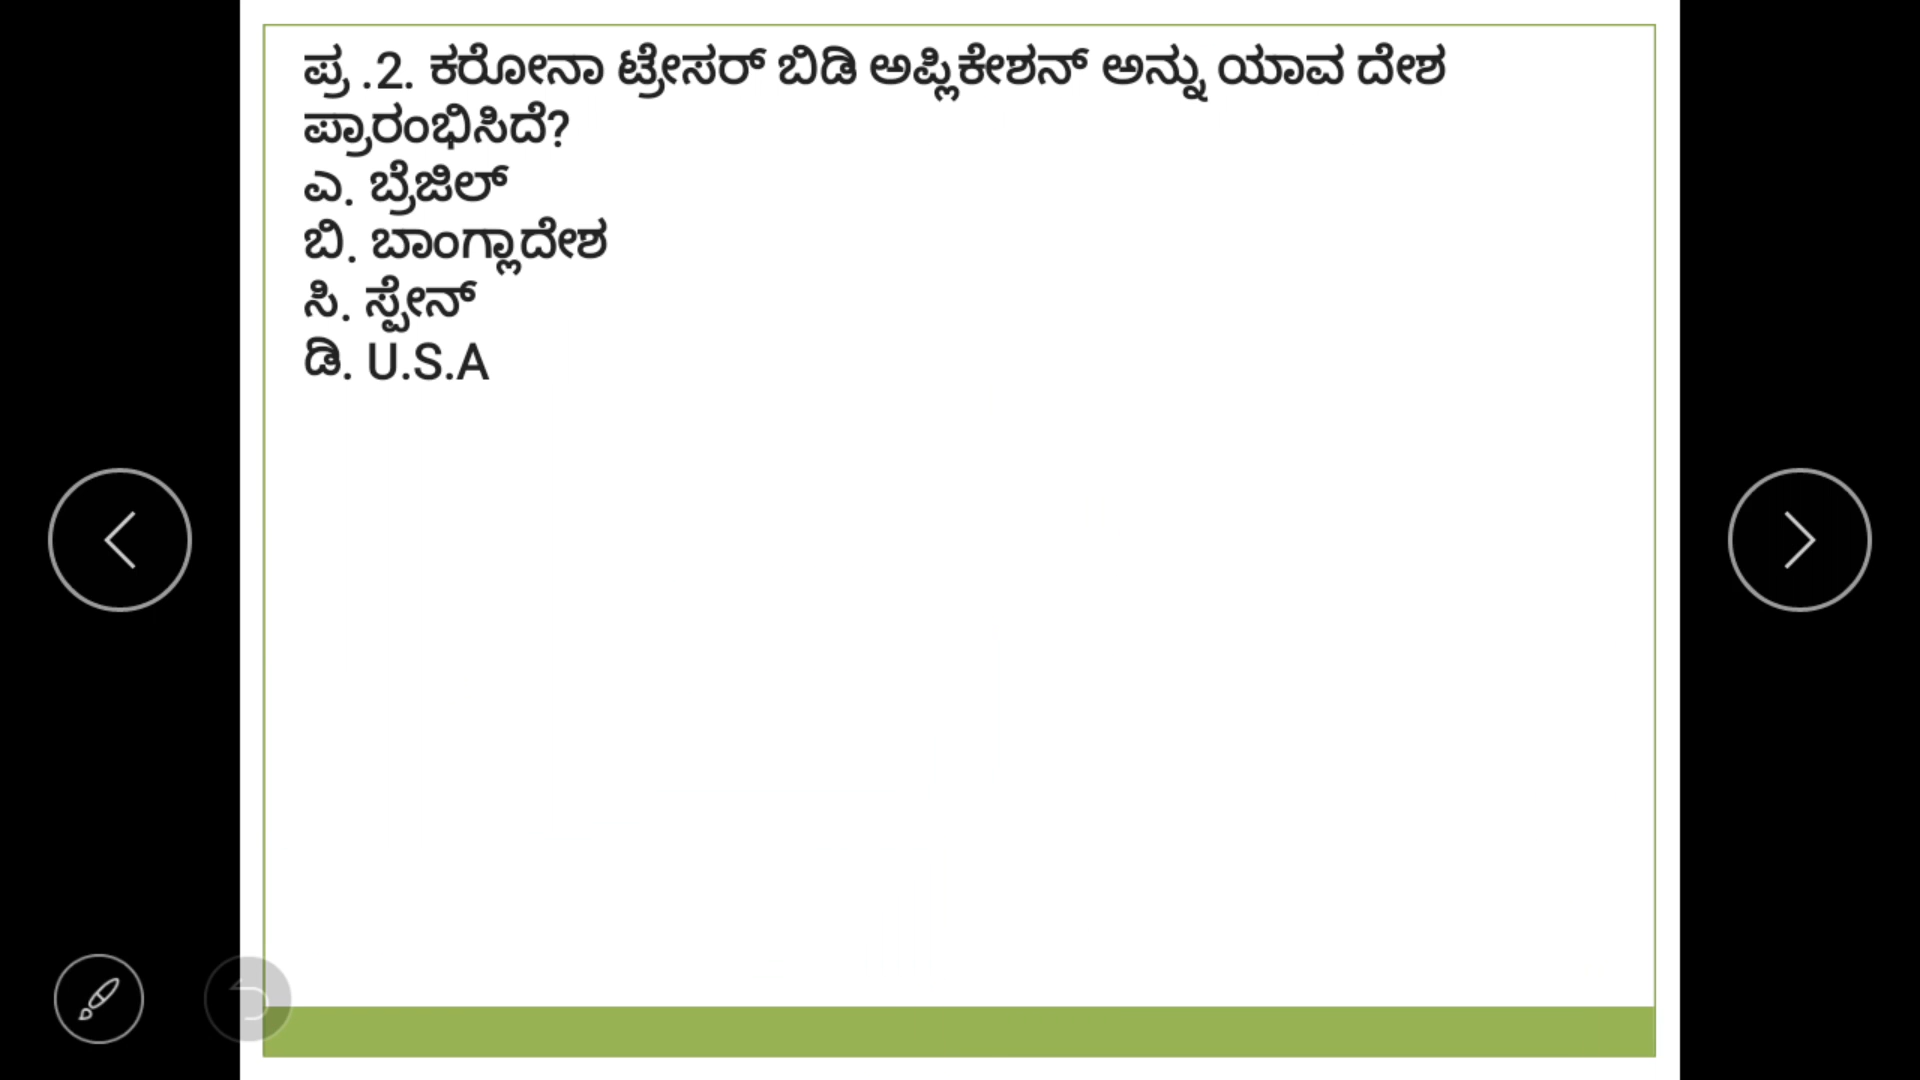 ಪ್ರ .2. ಕರೋನಾ ಟ್ರೇಸರ್ ಬಿಡಿ ಅಪ್ಲಿಕೇಶನ್ ಅನ್ನು ಯಾವ ದೇಶ
ಪ್ರಾರಂಭಿಸಿದೆ?
ಎ. ಬ್ರೆಜಿಲ್
ಬಿ. ಬಾಂಗ್ಲಾದೇಶ
ಸಿ. ಸ್ಪೇನ್
ಡಿ. U.S.A